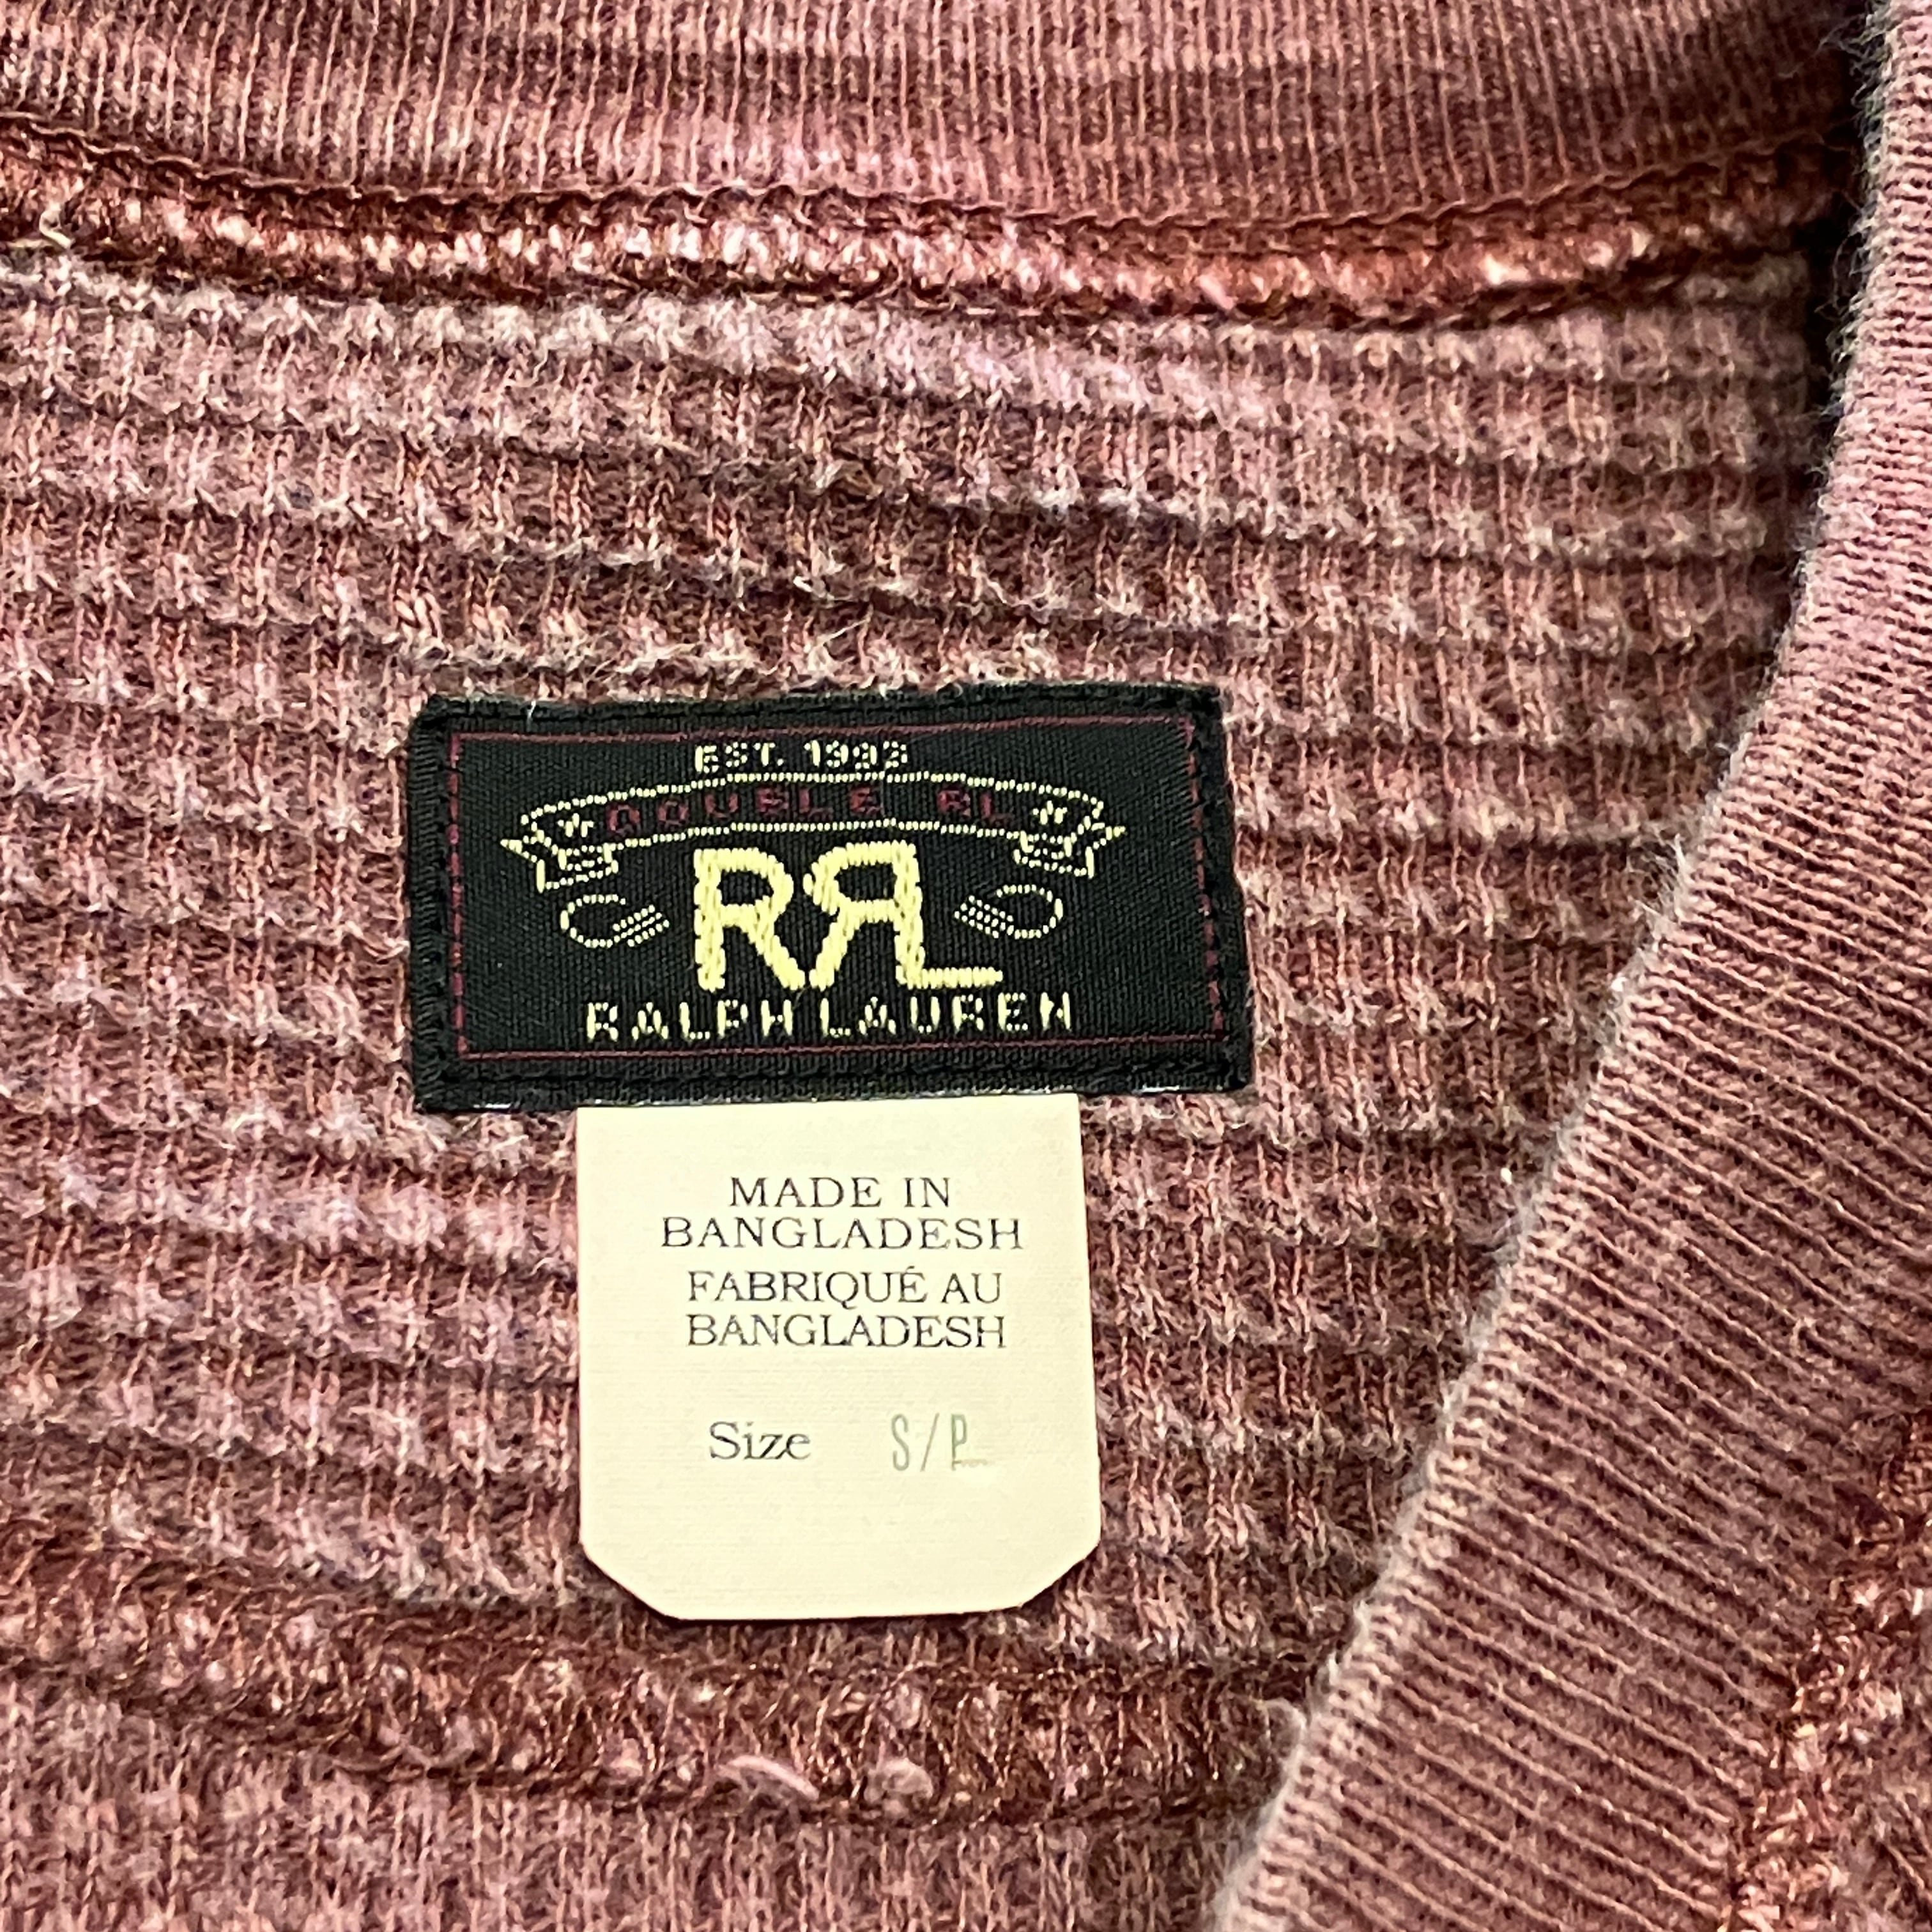 EST. 1993
DOUBLE RL
RRL
RALPH LAUREN
MADE IN
BANGLADESH
FABRIQUÉ AU
BANGLADESH
Size S/P